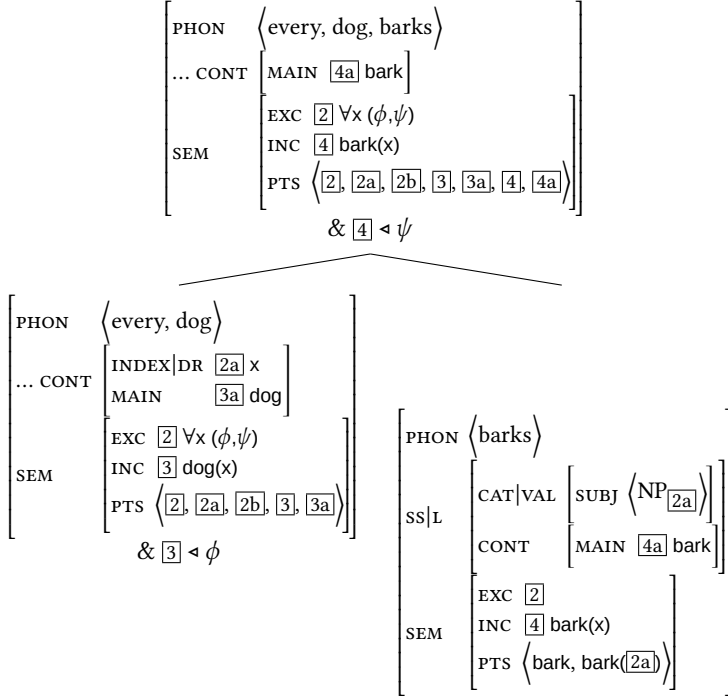 PHON ⟨every, dog, barks⟩
... CONT [MAIN 4a bark]
EXC 2 ∀x (ϕ,ψ)
SEM INC 4 bark(x)
PTS ⟨2, 2a, 2b, 3, 3a, 4, 4a⟩
& 4 ◁ ψ
PHON ⟨every, dog⟩
... CONT INDEX|DR 2a x
MAIN 3a dog
EXC 2 ∀x (ϕ,ψ)
SEM INC 3 dog(x)
PTS ⟨2, 2a, 2b, 3, 3a⟩
& 3 ◁ ϕ
PHON ⟨barks⟩
SS|L CAT|VAL [SUBJ ⟨NP 2a⟩]
CONT [MAIN 4a bark]
EXC 2
SEM INC 4 bark(x)
PTS ⟨bark, bark(2a)⟩